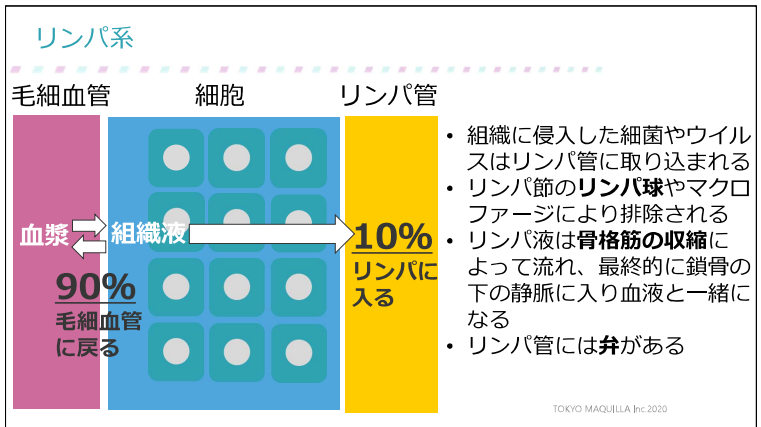 リンパ系
毛細血管
細胞
リンパ管
血漿
組織液
90%
毛細血管
に戻る
10%
リンパに
入る
• 組織に侵入した細菌やウイル
スはリンパ管に取り込まれる
• リンパ節のリンパ球やマクロ
ファージにより排除される
• リンパ液は骨格筋の収縮に
よって流れ、最終的に鎖骨の
下の静脈に入り血液と一緒に
なる
• リンパ管には弁がある
TOKYO MAQUILLA Inc.2020